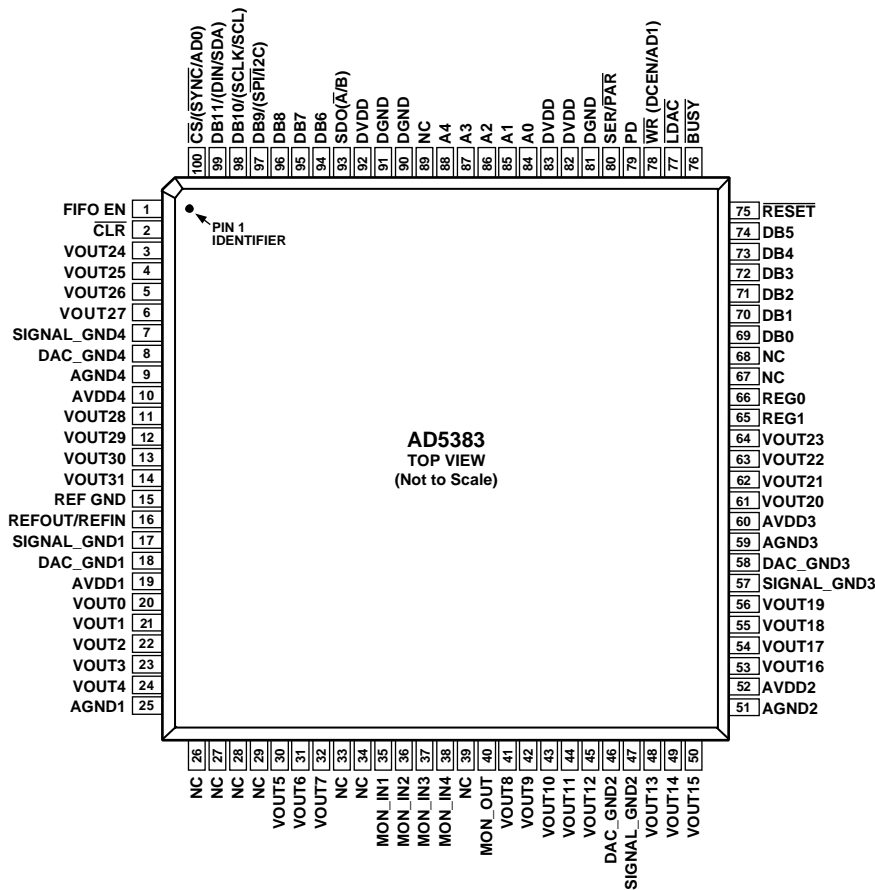 CS/(SYNC/AD0)
DB11/(DIN/SDA)
DB10/(SCLK/SCL)
DB9/(SPI/I2C)
DB8
DB7
DB6
SDO(A/B)
DVDD
DGND
DGND
NC
A4
A3
A2
A1
A0
DVDD
DVDD
DGND
SER/PAR
PD
WR (DCEN/AD1)
LDAC
BUSY
100
99
98
97
96
95
94
93
92
91
90
89
88
87
86
85
84
83
82
81
80
79
78
77
76
FIFO EN 1
CLR 2
VOUT24 3
VOUT25 4
VOUT26 5
VOUT27 6
SIGNAL_GND4 7
DAC_GND4 8
AGND4 9
AVDD4 10
VOUT28 11
VOUT29 12
VOUT30 13
VOUT31 14
REF GND 15
REFOUT/REFIN 16
SIGNAL_GND1 17
DAC_GND1 18
AVDD1 19
VOUT0 20
VOUT1 21
VOUT2 22
VOUT3 23
VOUT4 24
AGND1 25
PIN 1
IDENTIFIER
AD5383
TOP VIEW
(Not to Scale)
75 RESET
74 DB5
73 DB4
72 DB3
71 DB2
70 DB1
69 DB0
68 NC
67 NC
66 REG0
65 REG1
64 VOUT23
63 VOUT22
62 VOUT21
61 VOUT20
60 AVDD3
59 AGND3
58 DAC_GND3
57 SIGNAL_GND3
56 VOUT19
55 VOUT18
54 VOUT17
53 VOUT16
52 AVDD2
51 AGND2
26
27
28
29
30
31
32
33
34
35
36
37
38
39
40
41
42
43
44
45
46
47
48
49
50
NC
NC
NC
NC
VOUT5
VOUT6
VOUT7
NC
NC
MON_IN1
MON_IN2
MON_IN3
MON_IN4
NC
MON_OUT
VOUT8
VOUT9
VOUT10
VOUT11
VOUT12
DAC_GND2
SIGNAL_GND2
VOUT13
VOUT14
VOUT15